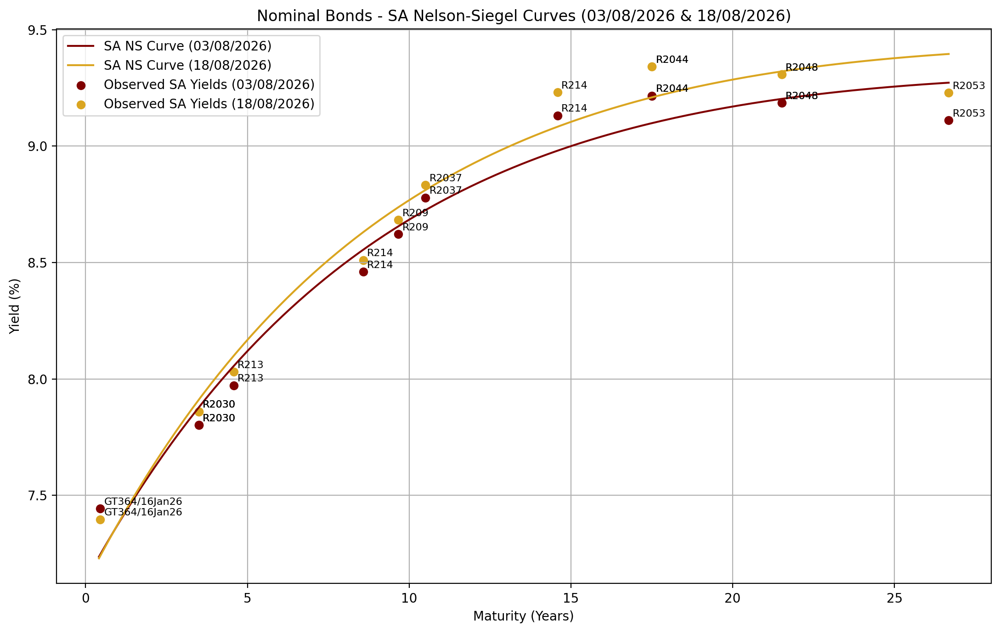 Nominal Bonds - SA Nelson-Siegel Curves (03/08/2026 & 18/08/2026)
SA NS Curve (03/08/2026)
SA NS Curve (18/08/2026)
Observed SA Yields (03/08/2026)
Observed SA Yields (18/08/2026)
9.5
9.0
8.5
8.0
7.5
Yield (%)
R2044
R2048
R214
R2053
R2044
R2048
R214
R2053
R2037
R2037
R209
R209
R214
R214
R213
R213
R2030
R2030
GT364/16Jan26
GT364/16Jan26
0
5
10
15
20
25
Maturity (Years)